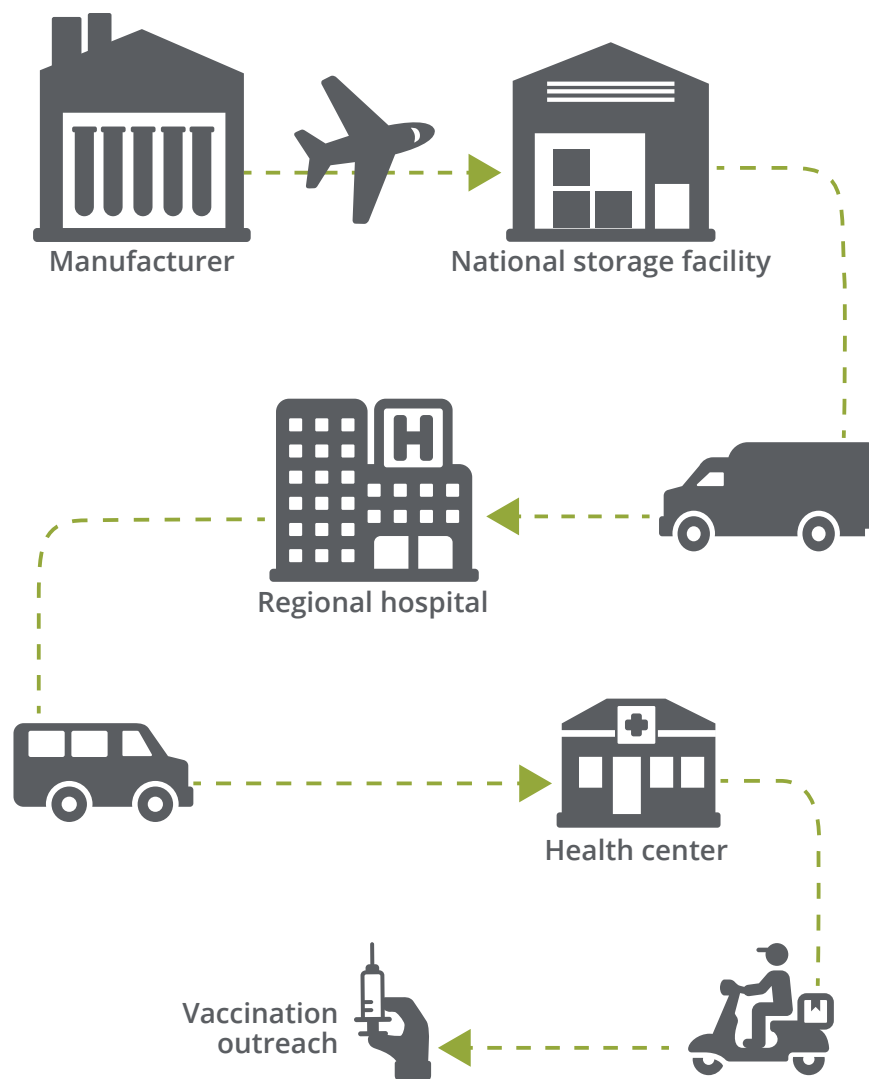 Manufacturer
National storage facility
H
Regional hospital
Health center
Vaccination
outreach